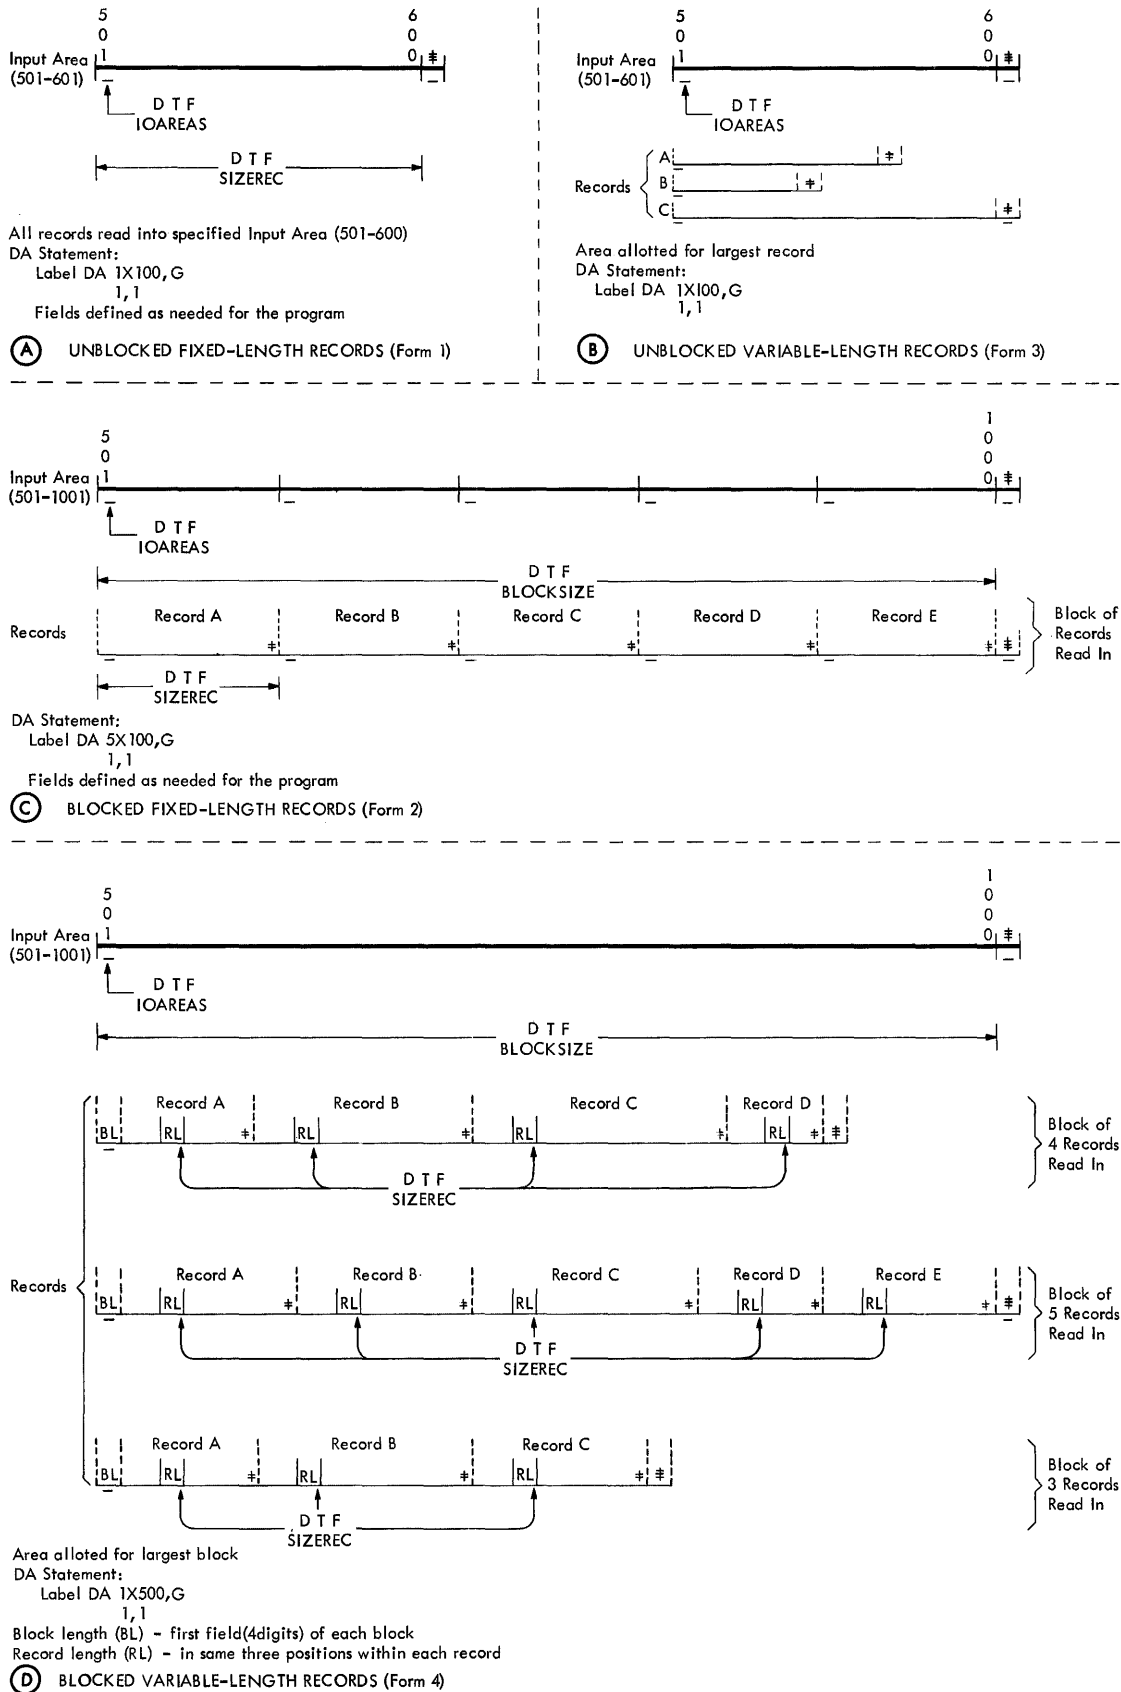 5 0 1
6 0 0
Input Area
(501-601)
D T F
IOAREAS
D T F
SIZEREC
All records read into specified Input Area (501-600)
DA Statement:
Label DA 1X100,G
1,1
Fields defined as needed for the program
A UNBLOCKED FIXED-LENGTH RECORDS (Form 1)
5 0 1
6 0 0
Input Area
(501-601)
D T F
IOAREAS
Records
A
B
C
Area allotted for largest record
DA Statement:
Label DA 1X100,G
1,1
B UNBLOCKED VARIABLE-LENGTH RECORDS (Form 3)
5 0 1
1 0 0 0
Input Area
(501-1001)
D T F
IOAREAS
D T F
BLOCKSIZE
Records
Record A Record B Record C Record D Record E
Block of
Records
Read In
D T F
SIZEREC
DA Statement:
Label DA 5X100,G
1,1
Fields defined as needed for the program
C BLOCKED FIXED-LENGTH RECORDS (Form 2)
5 0 1
1 0 0 0
Input Area
(501-1001)
D T F
IOAREAS
D T F
BLOCKSIZE
Records
Record A Record B Record C Record D
BL RL ǂ RL ǂ RL ǂ RL ǂ
Block of
4 Records
Read In
D T F
SIZEREC
Record A Record B Record C Record D Record E
BL RL ǂ RL ǂ RL ǂ RL ǂ RL ǂ
Block of
5 Records
Read In
D T F
SIZEREC
Record A Record B Record C
BL RL ǂ RL ǂ RL ǂ
Block of
3 Records
Read In
D T F
SIZEREC
Area alloted for largest block
DA Statement:
Label DA 1X500,G
1,1
Block length (BL) - first field(4digits) of each block
Record length (RL) - in same three positions within each record
D BLOCKED VARIABLE-LENGTH RECORDS (Form 4)